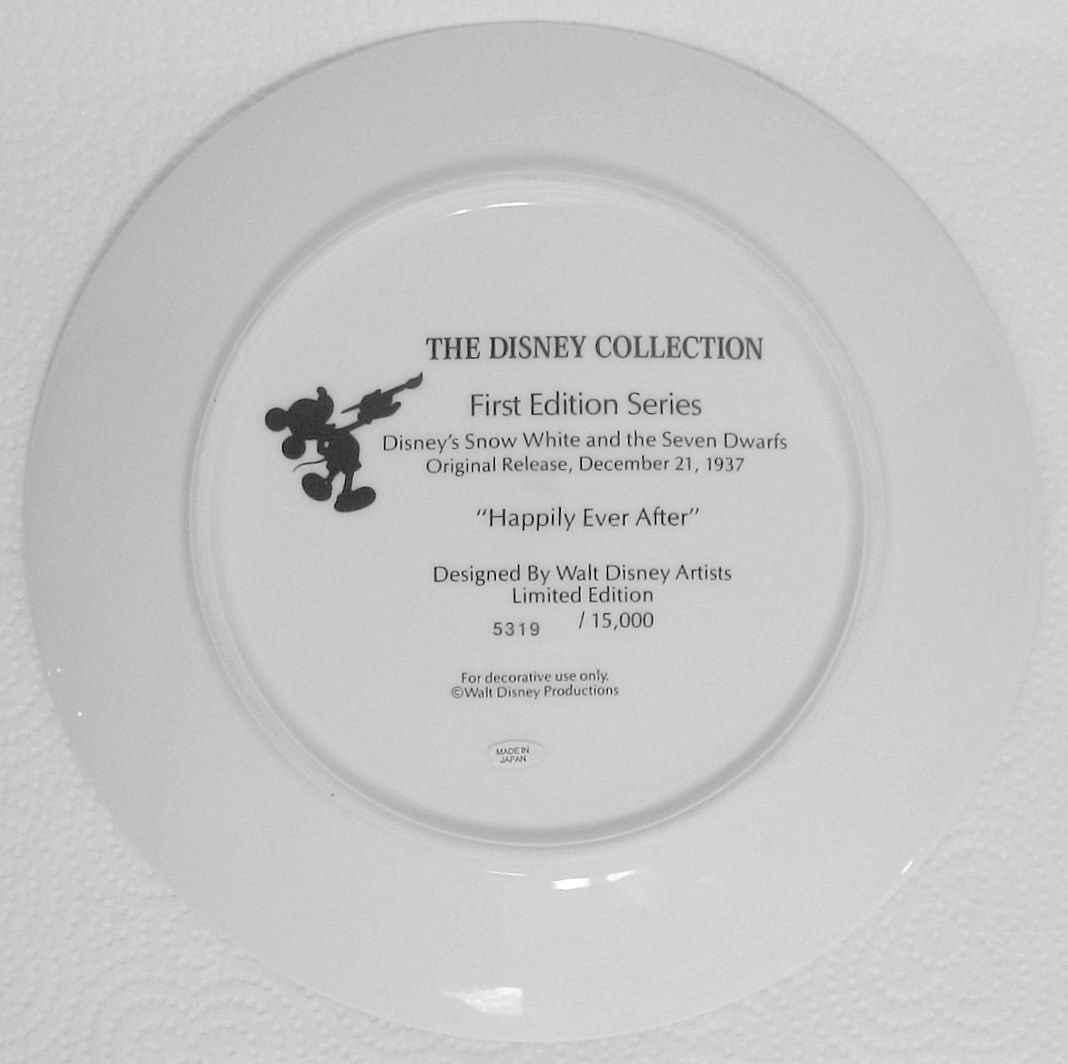 THE DISNEY COLLECTION
First Edition Series
Disney's Snow White and the Seven Dwarfs
Original Release, December 21, 1937
"Happily Ever After"
Designed By Walt Disney Artists
Limited Edition
5319 / 15,000
For decorative use only.
©Walt Disney Productions
MADE IN
JAPAN